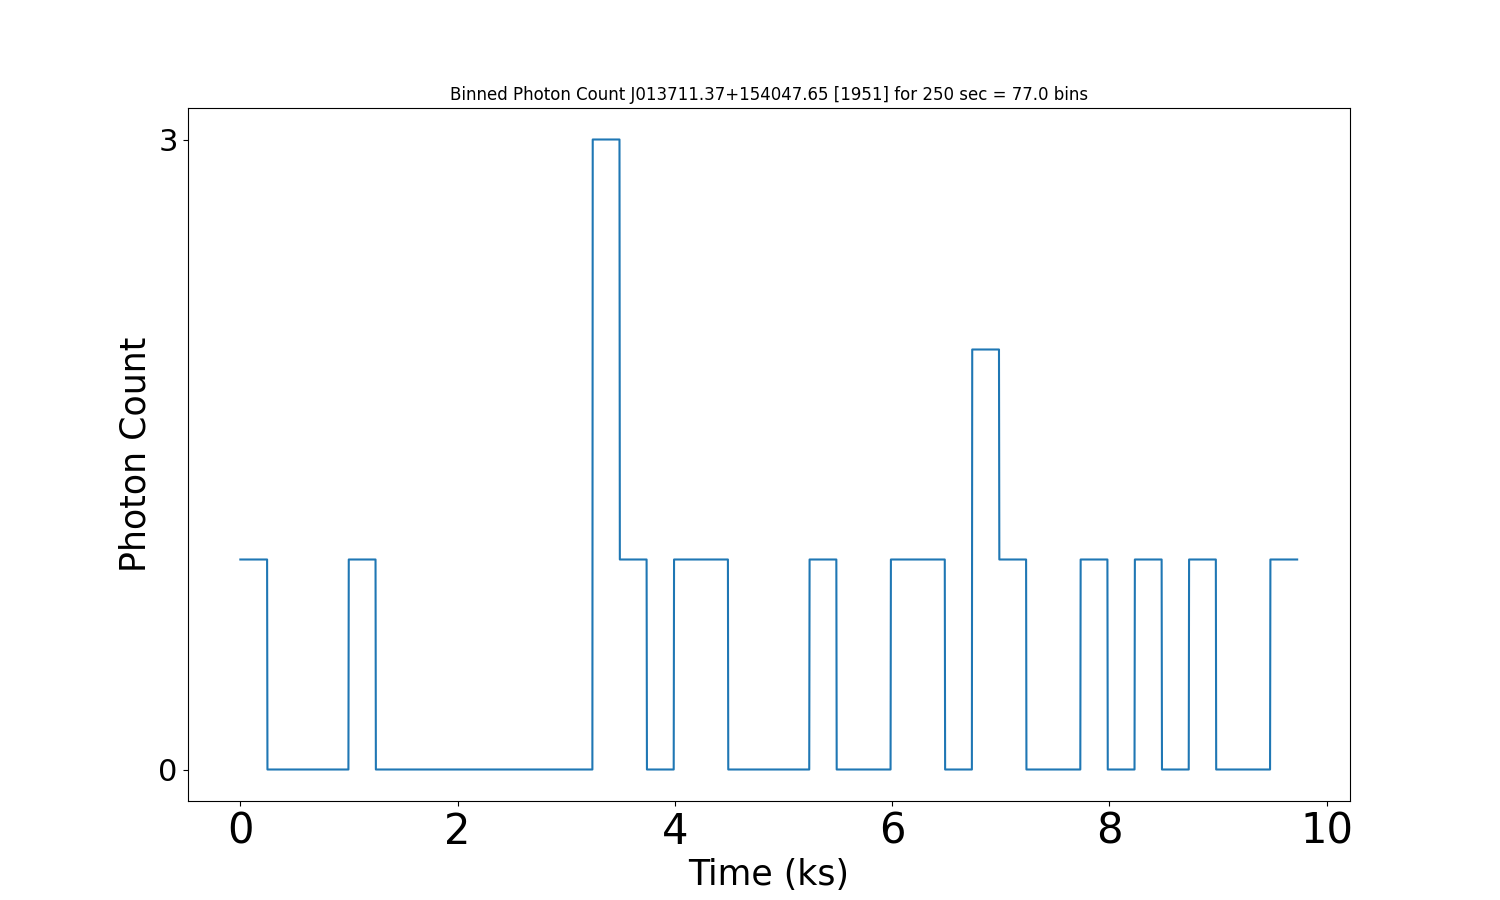 Binned Photon Count J013711.37+154047.65 [1951] for 250 sec = 77.0 bins
3
Photon Count
0
0 2 4 6 8 10
Time (ks)